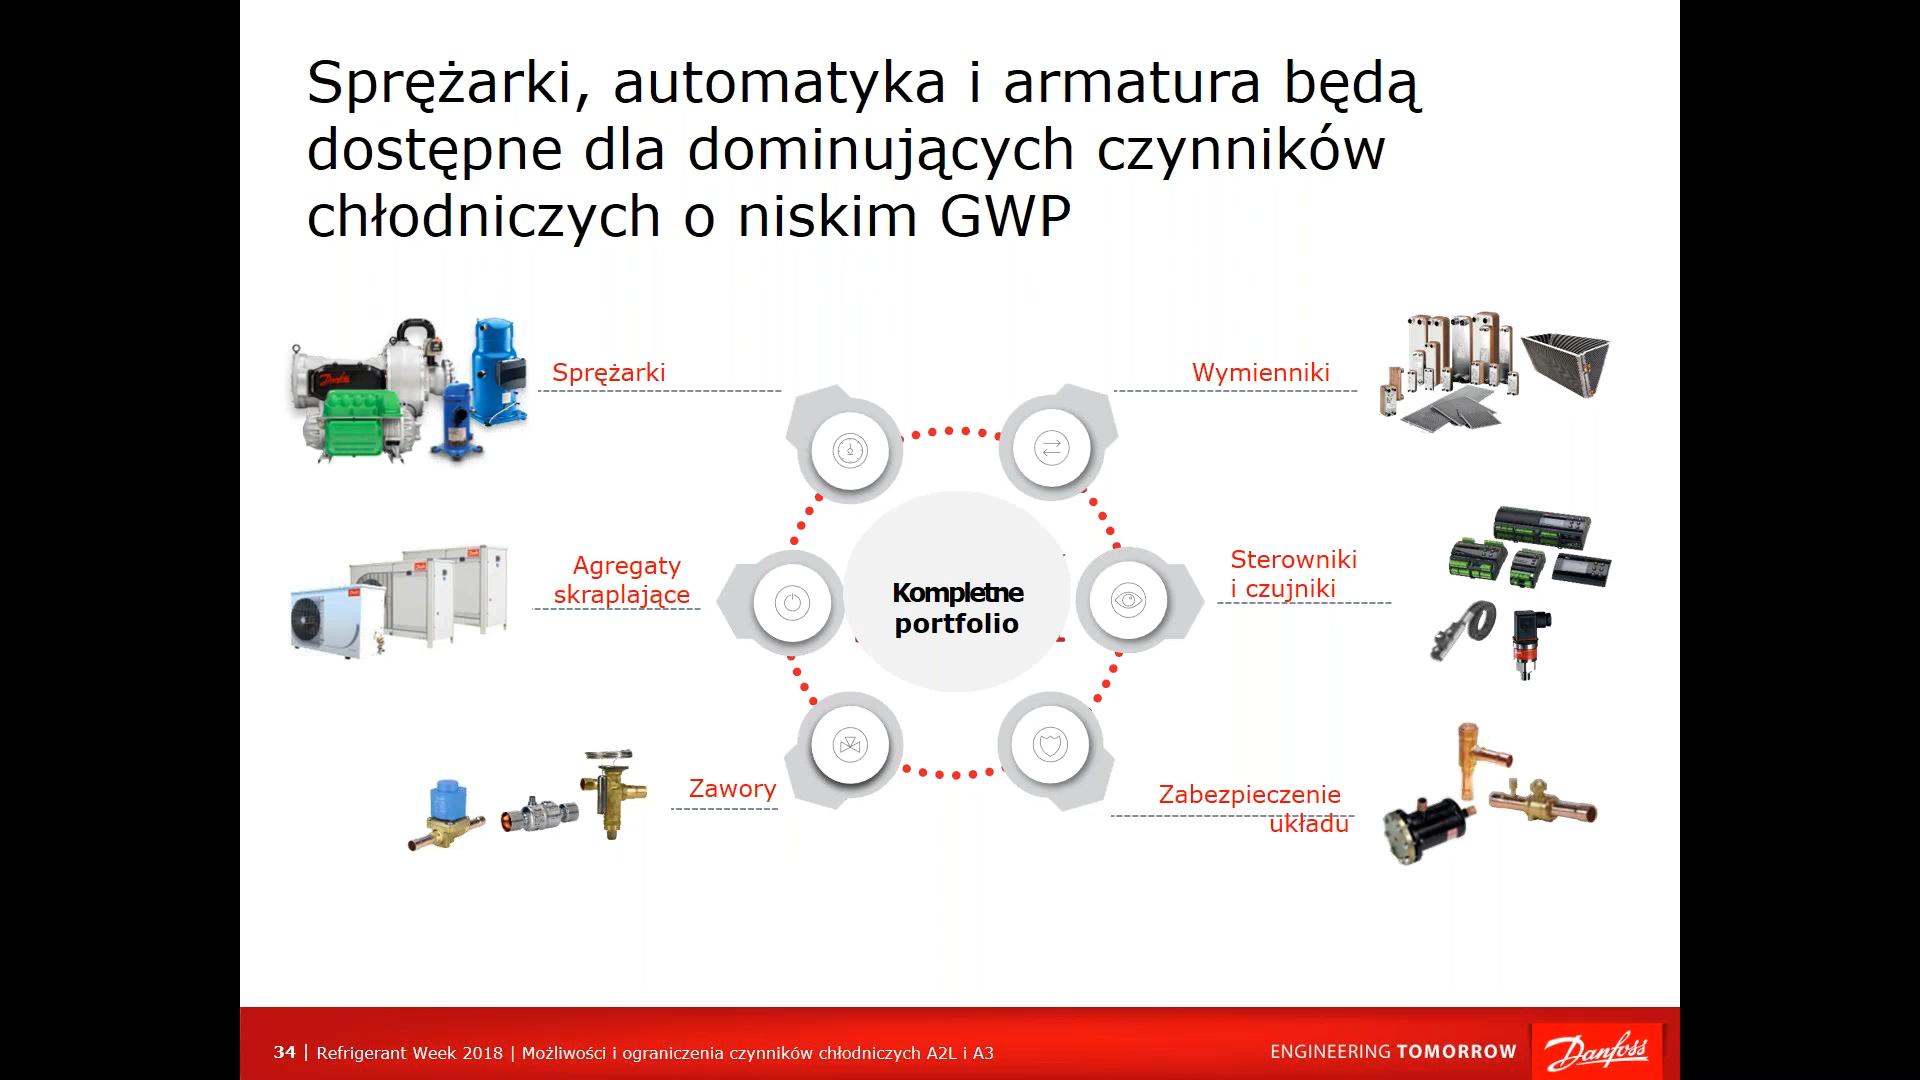 Sprężarki, automatyka i armatura będą
dostępne dla dominujących czynników
chłodniczych o niskim GWP
Sprężarki
Wymienniki
Agregaty
skraplające
Kompletne
portfolio
Sterowniki
i czujniki
Zawory
Zabezpieczenie
układu
34 | Refrigerant Week 2018 | Możliwości i ograniczenia czynników chłodniczych A2L i A3
ENGINEERING TOMORROW
Danfoss